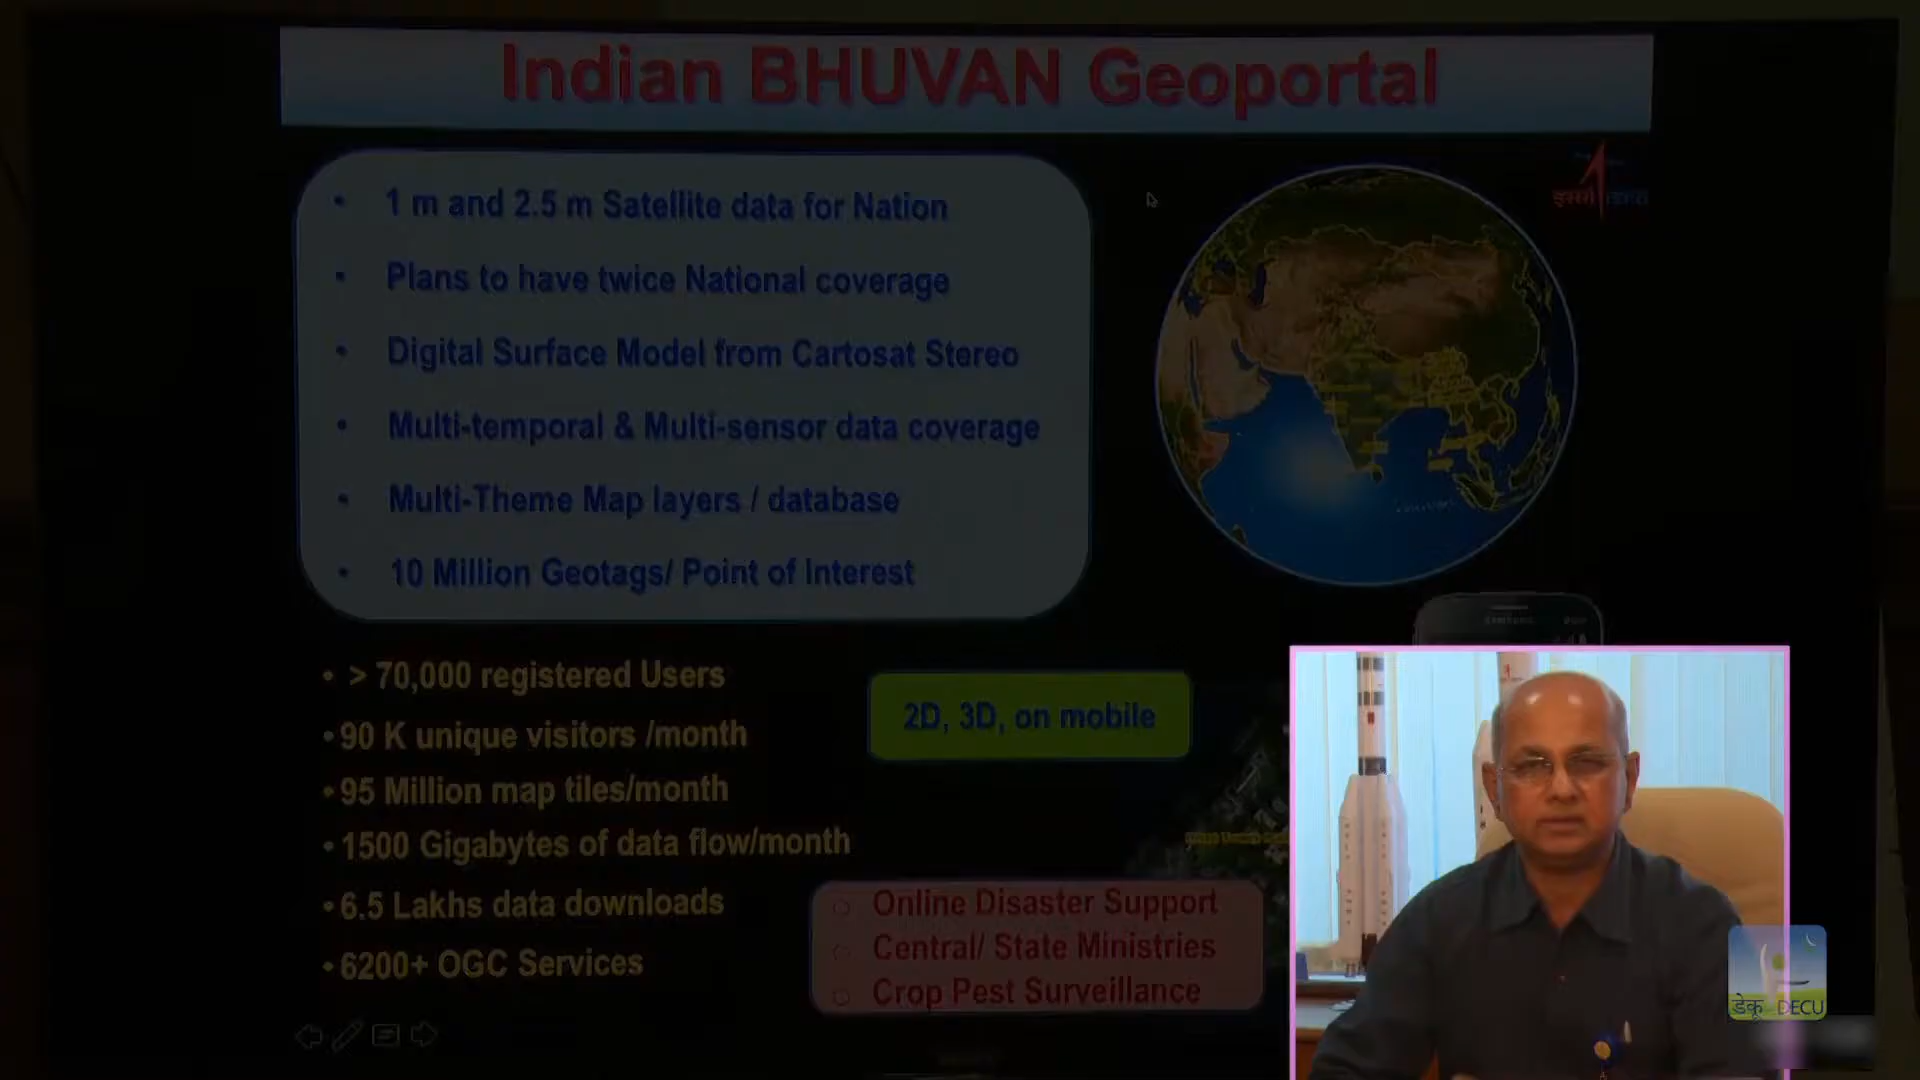 Indian BHUVAN Geoportal
• 1 m and 2.5 m Satellite data for Nation
• Plans to have twice National coverage
• Digital Surface Model from Cartosat Stereo
• Multi-temporal & Multi-sensor data coverage
• Multi-Theme Map layers / database
• 10 Million Geotags/ Point of Interest
इसरो isro
SAMSUNG
• > 70,000 registered Users
• 90 K unique visitors /month
• 95 Million map tiles/month
• 1500 Gigabytes of data flow/month
• 6.5 Lakhs data downloads
• 6200+ OGC Services
2D, 3D, on mobile
Online Disaster Support
Central/ State Ministries
Crop Pest Surveillance
डेकू DECU